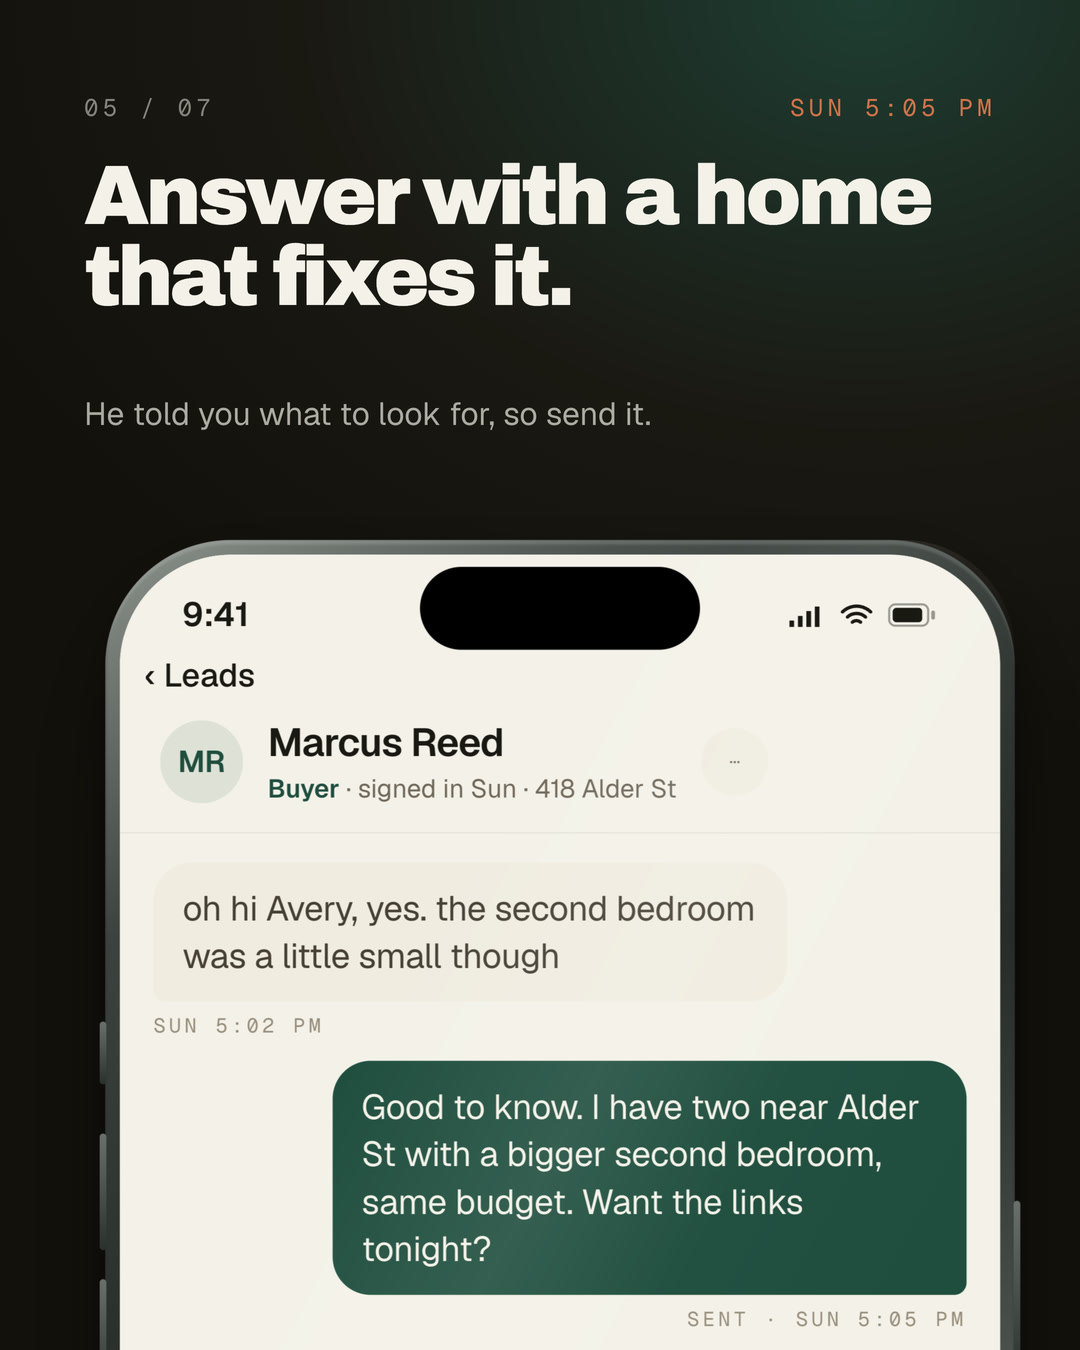 05 / 07
SUN 5:05 PM
Answer with a home
that fixes it.
He told you what to look for, so send it.
9:41
‹ Leads
MR
Marcus Reed
Buyer · signed in Sun · 418 Alder St
...
oh hi Avery, yes. the second bedroom
was a little small though
SUN 5:02 PM
Good to know. I have two near Alder
St with a bigger second bedroom,
same budget. Want the links
tonight?
SENT · SUN 5:05 PM